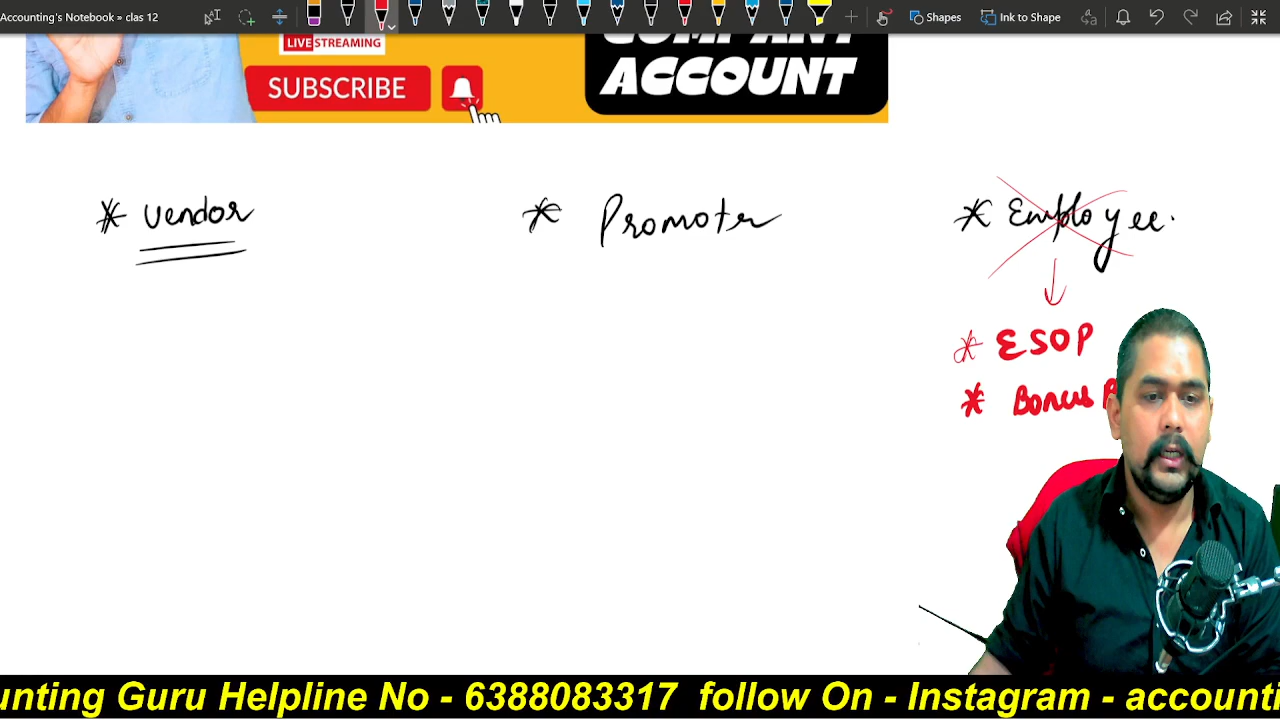 Accounting's Notebook » clas 12
Shapes
Ink to Shape
LIVE STREAMING
SUBSCRIBE
COMPANY
ACCOUNT
* vendor
* Promoter
* Employee.
* ESOP
* Bonus
unting Guru Helpline No - 6388083317 follow On - Instagram - accounti